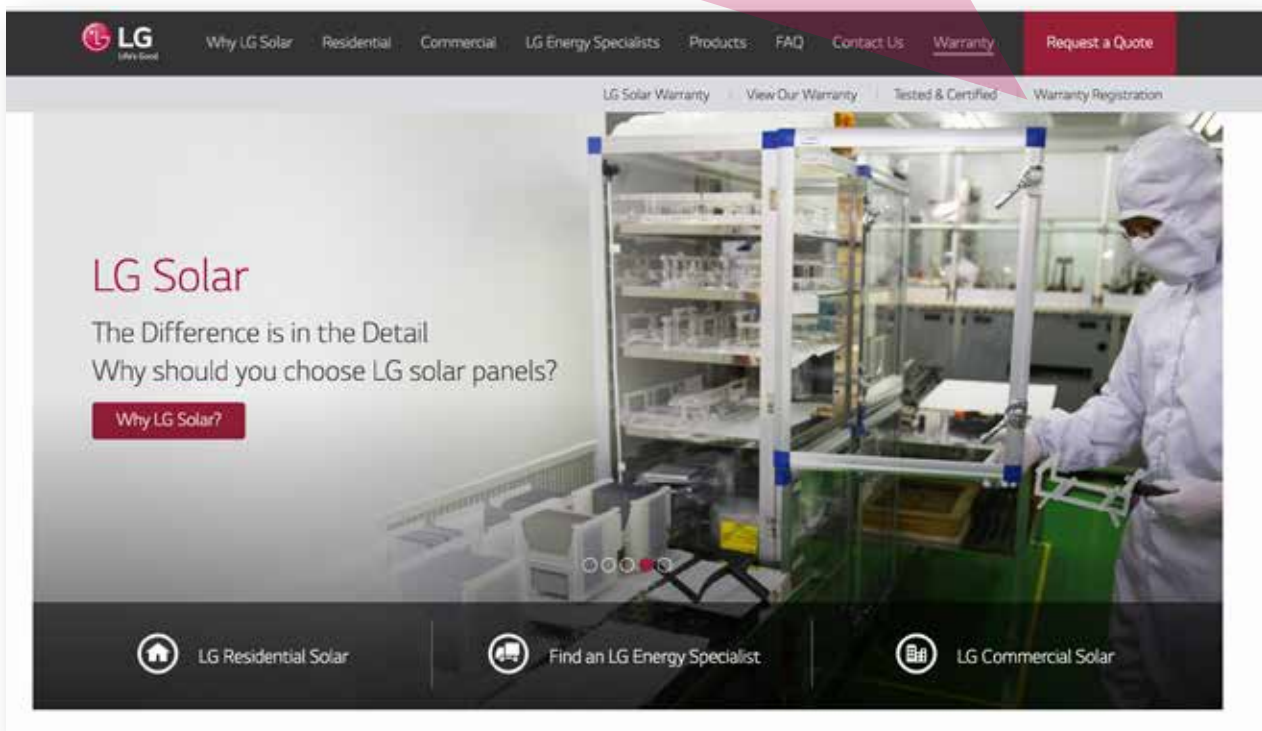 LG
Life's Good
Why LG Solar
Residential
Commercial
LG Energy Specialists
Products
FAQ
Contact Us
Warranty
Request a Quote
LG Solar Warranty
View Our Warranty
Tested & Certified
Warranty Registration
LG Solar
The Difference is in the Detail
Why should you choose LG solar panels?
Why LG Solar?
LG Residential Solar
Find an LG Energy Specialist
LG Commercial Solar